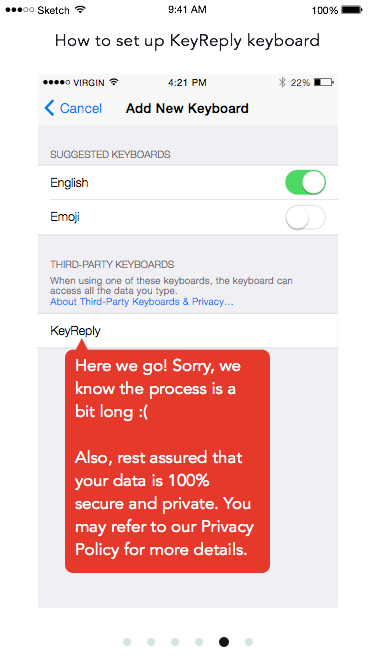 ●●●○○ Sketch 9:41 AM 100%
How to set up KeyReply keyboard
●●●●○ VIRGIN 4:21 PM 22%
Cancel Add New Keyboard
SUGGESTED KEYBOARDS
English
Emoji
THIRD-PARTY KEYBOARDS
When using one of these keyboards, the keyboard can
access all the data you type.
About Third-Party Keyboards & Privacy...
KeyReply
Here we go! Sorry, we
know the process is a
bit long :(
Also, rest assured that
your data is 100%
secure and private. You
may refer to our Privacy
Policy for more details.